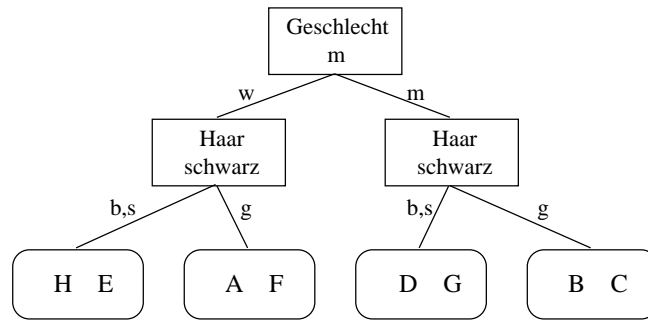 Geschlecht
m
w m
Haar Haar
schwarz schwarz
b,s g b,s g
H E A F D G B C